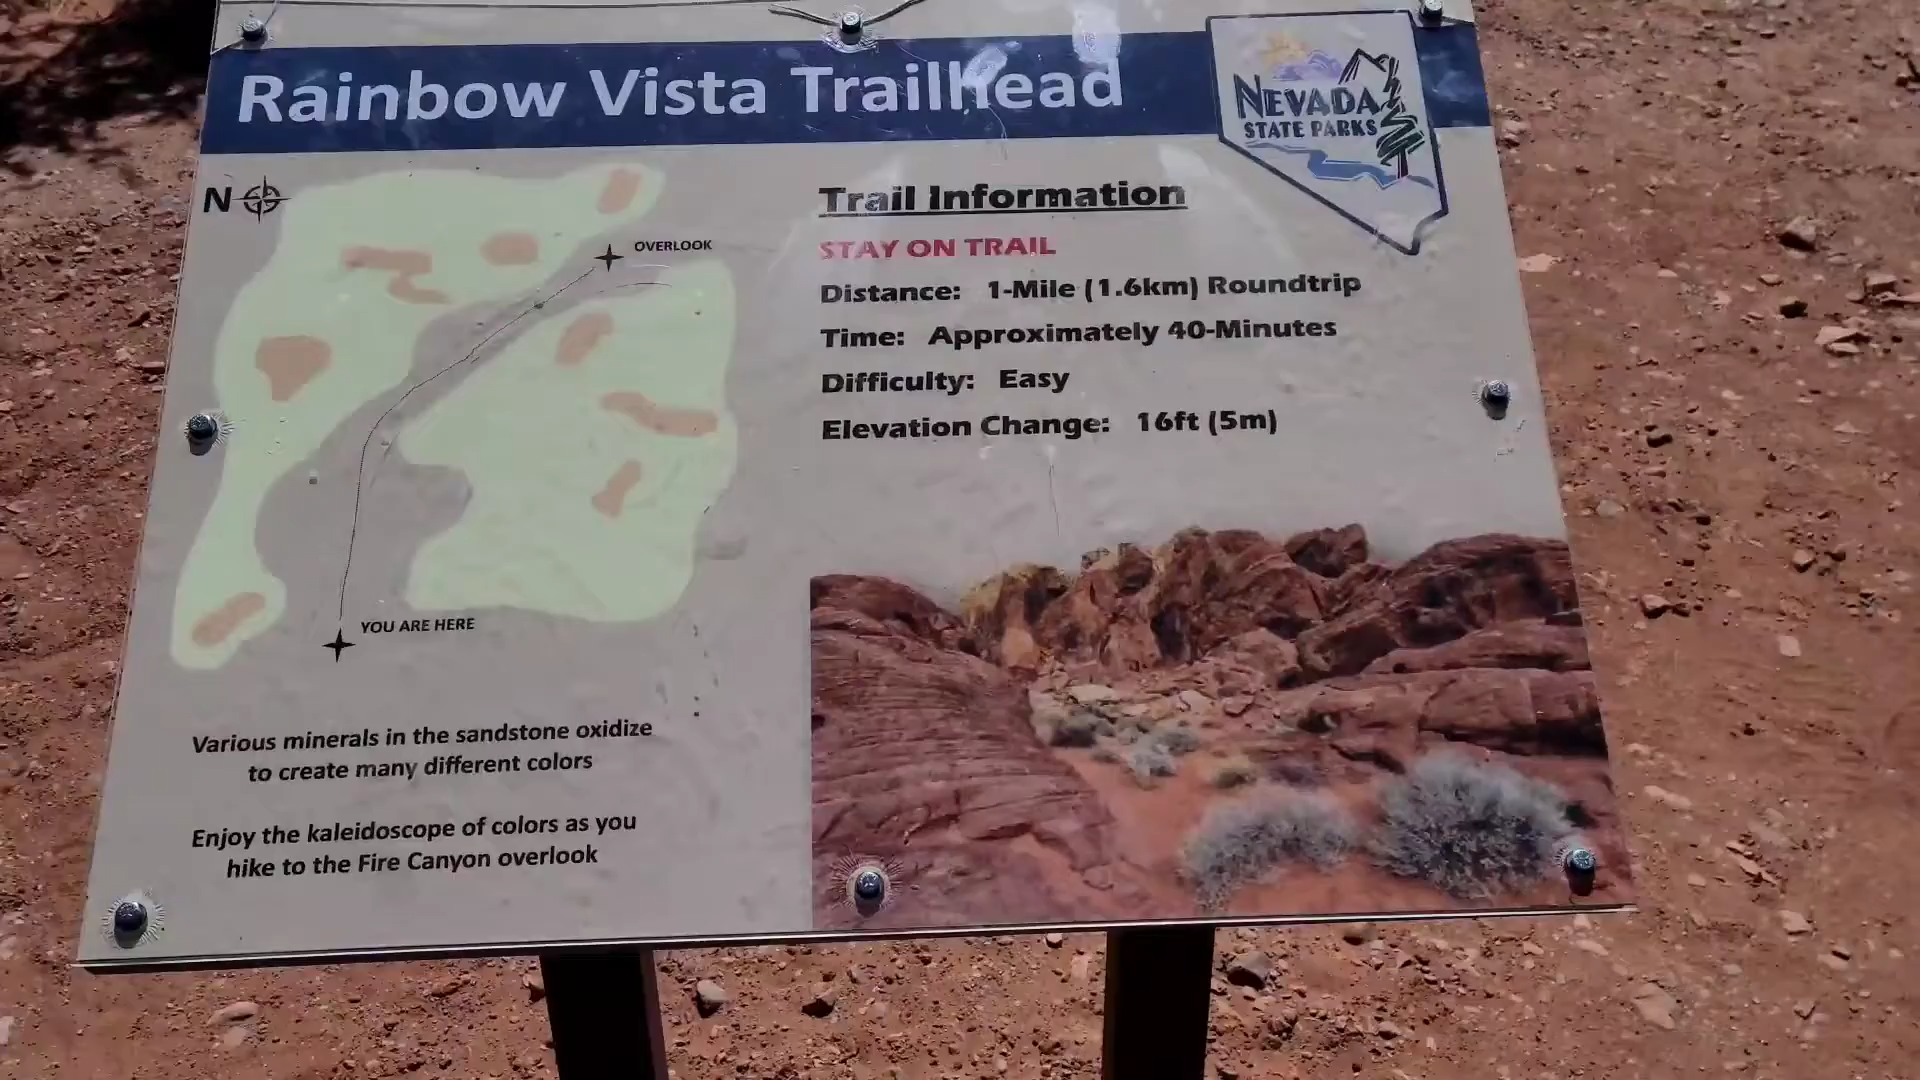 Rainbow Vista Trailhead
NEVADA
STATE PARKS
N
OVERLOOK
YOU ARE HERE
Various minerals in the sandstone oxidize
to create many different colors
Enjoy the kaleidoscope of colors as you
hike to the Fire Canyon overlook
Trail Information
STAY ON TRAIL
Distance: 1-Mile (1.6km) Roundtrip
Time: Approximately 40-Minutes
Difficulty: Easy
Elevation Change: 16ft (5m)